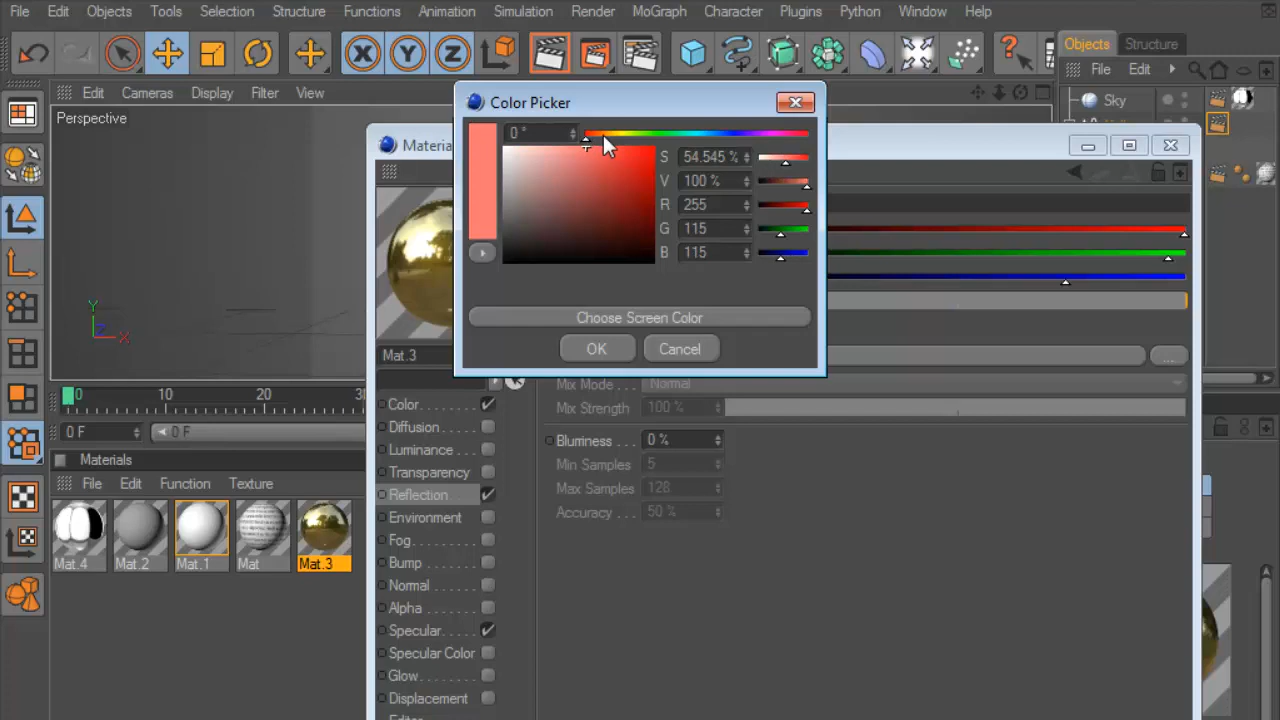 File Edit Objects Tools Selection Structure Functions Animation Simulation Render MoGraph Character Plugins Python Window Help
Objects Structure
File Edit
Edit Cameras Display Filter View
Perspective
Sky
Color Picker
0 °
S 54.545 %
V 100 %
R 255
G 115
B 115
Choose Screen Color
OK Cancel
Y
Z
X
0 10 20
0 F
0 F
Materials
File Edit Function Texture
Mat.4 Mat.2 Mat.1 Mat Mat.3
Mat.3
Color
Diffusion
Luminance
Transparency
Reflection
Environment
Fog
Bump
Normal
Alpha
Specular
Specular Color
Glow
Displacement
...
Mix Mode Normal
Mix Strength 100 %
Blurriness 0 %
Min Samples 5
Max Samples 128
Accuracy 50 %